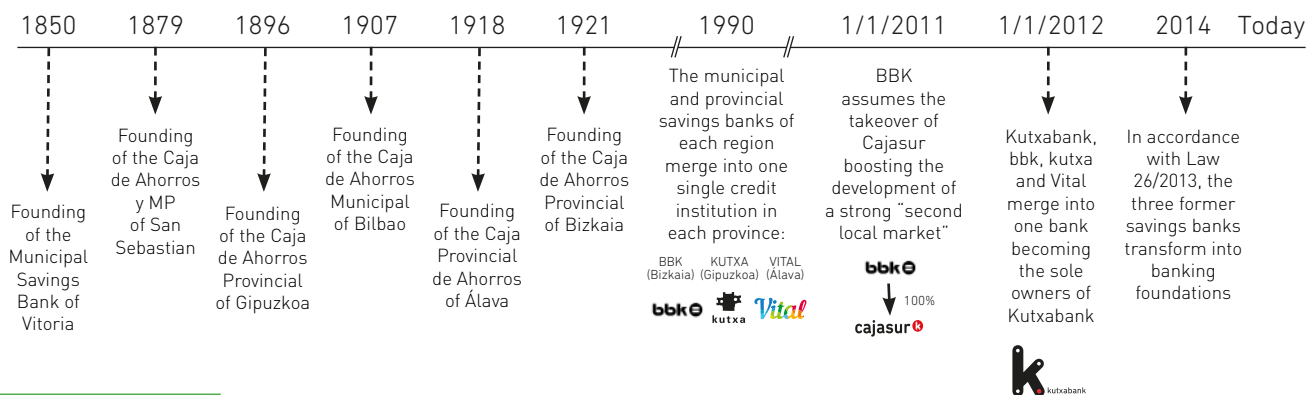 1850
1879
1896
1907
1918
1921
1990
1/1/2011
1/1/2012
2014
Today
Founding
of the
Municipal
Savings
Bank of
Vitoria
Founding
of the Caja
de Ahorros
y MP
of San
Sebastian
Founding
of the Caja
de Ahorros
Provincial
of Gipuzkoa
Founding
of the Caja
de Ahorros
Municipal
of Bilbao
Founding
of the Caja
Provincial
de Ahorros
of Álava
Founding
of the Caja
de Ahorros
Provincial
of Bizkaia
The municipal
and provincial
savings banks of
each region
merge into one
single credit
institution in
each province:
BBK
(Bizkaia)
KUTXA
(Gipuzkoa)
VITAL
(Álava)
bbk
kutxa
Vital
BBK
assumes the
takeover of
Cajasur
boosting the
development of
a strong "second
local market"
bbk
100%
cajasur k
Kutxabank,
bbk, kutxa
and Vital
merge into
one bank
becoming
the sole
owners of
Kutxabank
k.
kutxabank
In accordance
with Law
26/2013, the
three former
savings banks
transform into
banking
foundations